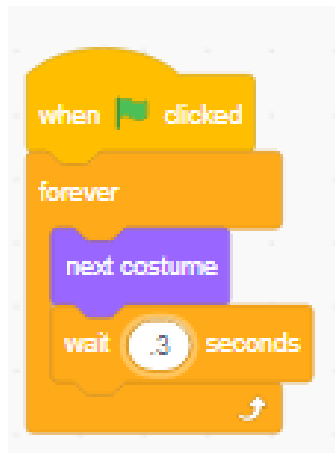 when clicked
forever
next costume
wait .3 seconds